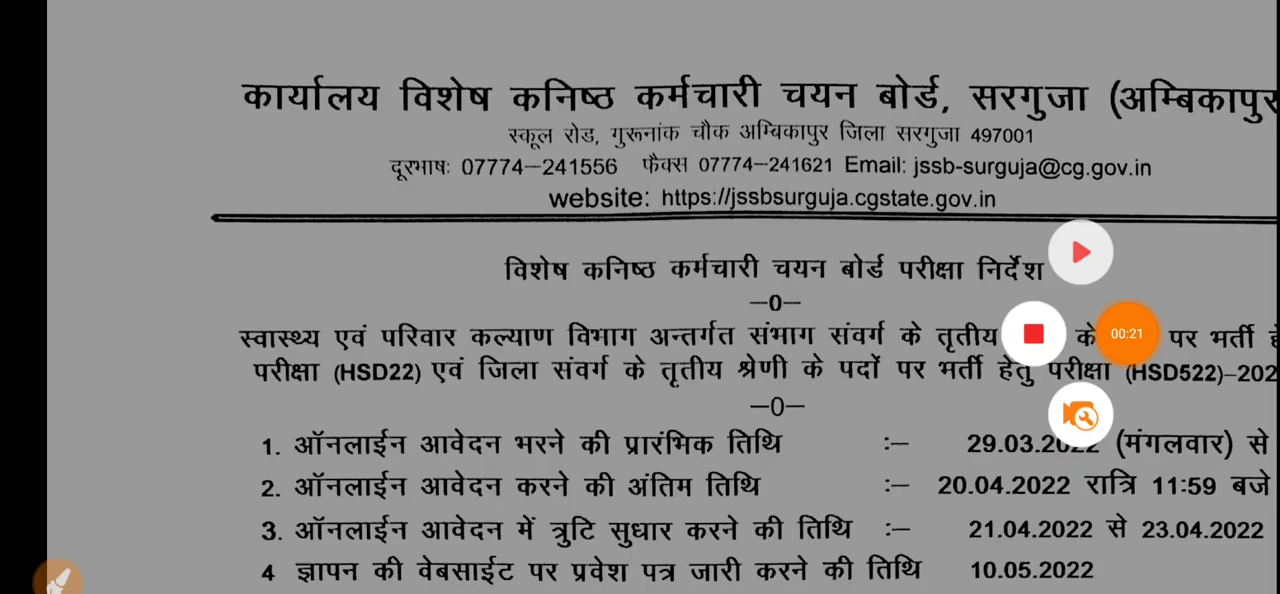 कार्यालय विशेष कनिष्ठ कर्मचारी चयन बोर्ड, सरगुजा (अम्बिकापुर
स्कूल रोड, गुरूनांक चौक अम्बिकापुर जिला सरगुजा 497001
दूरभाषः 07774–241556 फैक्स 07774–241621 Email: jssb-surguja@cg.gov.in
website: https://jssbsurguja.cgstate.gov.in
विशेष कनिष्ठ कर्मचारी चयन बोर्ड परीक्षा निर्देश
–0–
स्वास्थ्य एवं परिवार कल्याण विभाग अन्तर्गत संभाग संवर्ग के तृतीय के 00:21 पर भर्ती
परीक्षा (HSD22) एवं जिला संवर्ग के तृतीय श्रेणी के पदों पर भर्ती हेतु परीक्षा (HSD522)–202
–0–
1. ऑनलाईन आवेदन भरने की प्रारंभिक तिथि :– 29.03.2022 (मंगलवार) से
2. ऑनलाईन आवेदन करने की अंतिम तिथि :– 20.04.2022 रात्रि 11:59 बजे
3. ऑनलाईन आवेदन में त्रुटि सुधार करने की तिथि :– 21.04.2022 से 23.04.2022
4 ज्ञापन की वेबसाईट पर प्रवेश पत्र जारी करने की तिथि 10.05.2022